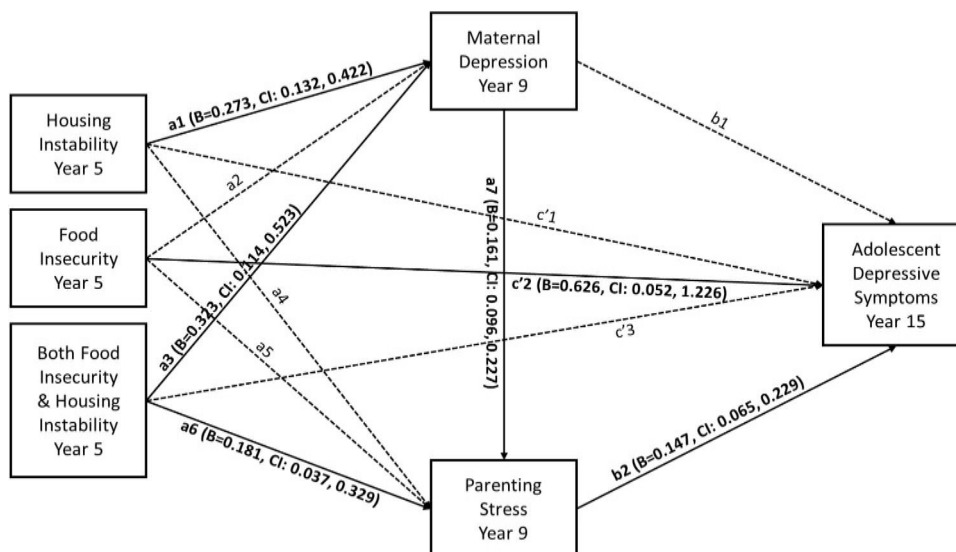 Maternal
Depression
Year 9
a1 (B=0.273, CI: 0.132, 0.422)
Housing
Instability
Year 5
b1
a2
a7 (B=0.161, CI: 0.096, 0.227)
c'1
Food
Insecurity
Year 5
Adolescent
Depressive
Symptoms
Year 15
c'2 (B=0.626, CI: 0.052, 1.226)
a4
a3 (B=0.323, CI: 0.114, 0.523)
c'3
a5
Both Food
Insecurity
& Housing
Instability
Year 5
a6 (B=0.181, CI: 0.037, 0.329)
b2 (B=0.147, CI: 0.065, 0.229)
Parenting
Stress
Year 9